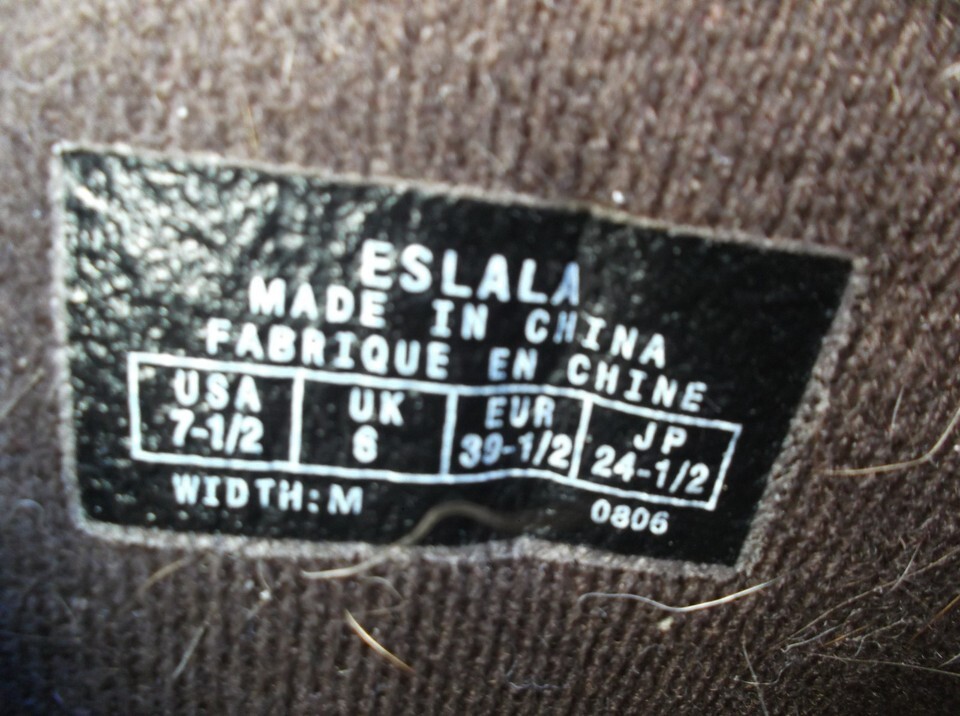 ESLALA
MADE IN CHINA
FABRIQUE EN CHINE
USA UK EUR JP
7-1/2 6 39-1/2 24-1/2
WIDTH:M 0806